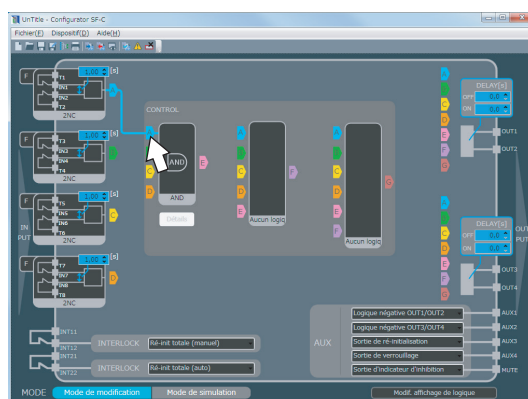 UnTitle - Configurator SF-C
Fichier(F) Dispositif(D) Aide(H)
F T1 IN1 IN2 T2 2NC 1.00 [s] A
F T3 IN3 IN4 T4 2NC 1.00 [s]
F T5 IN5 IN6 T6 2NC 1.00 [s] C
F T7 IN7 IN8 T8 2NC 1.00 [s] D
IN
PUT
CONTROL
A C D
AND
AND
E
Détails
A C D E
Aucun logiq
F
A C D E F
Aucun logiq
G
A C D E F G
DELAY[s]
OFF 0.0
ON 0.0
OUT1
OUT2
A C D E F G
DELAY[s]
OFF 0.0
ON 0.0
OUT3
OUT4
OUT
PUT
INT11
INT12
INTERLOCK Ré-init totale (manuel)
INT21
INT22
INTERLOCK Ré-init totale (auto)
AUX
Logique négative OUT1/OUT2 AUX1
Logique négative OUT3/OUT4 AUX2
Sortie de ré-initialisation AUX3
Sortie de verrouillage AUX4
Sortie d'indicateur d'inhibition MUTE
MODE Mode de modification Mode de simulation Modif. affichage de logique